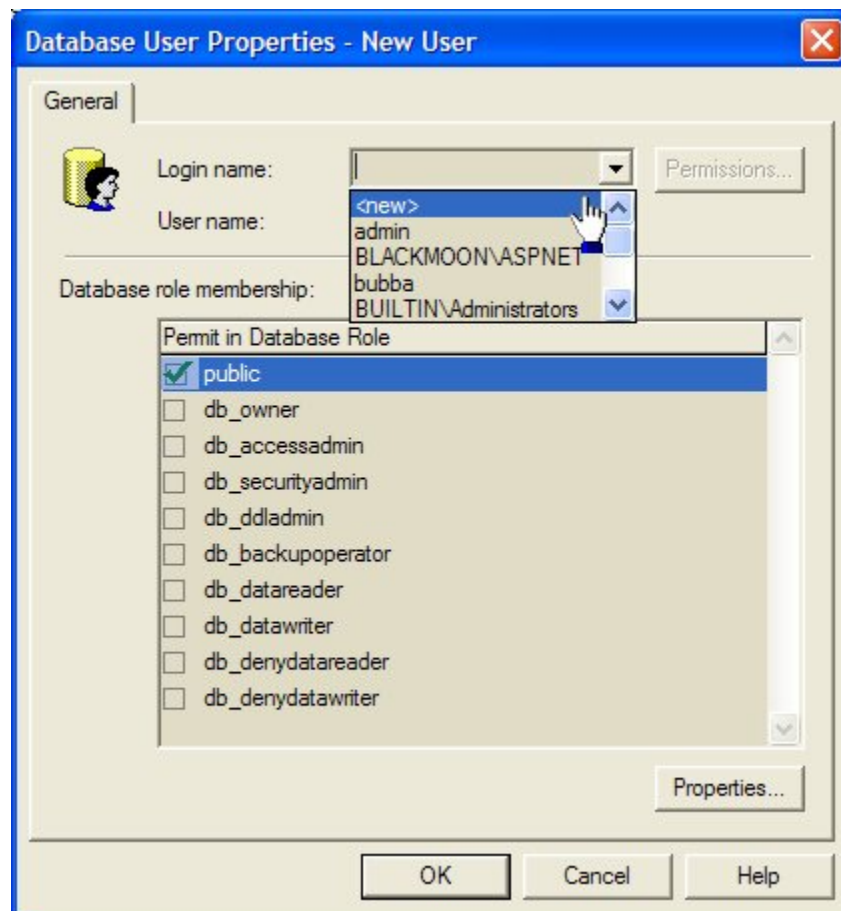 Database User Properties - New User
General
Login name:
Permissions...
<new>
User name:
admin
BLACKMOON\ASPNET
bubba
Database role membership:
BUILTIN\Administrators
Permit in Database Role
public
db_owner
db_accessadmin
db_securityadmin
db_ddladmin
db_backupoperator
db_datareader
db_datawriter
db_denydatareader
db_denydatawriter
Properties...
OK
Cancel
Help